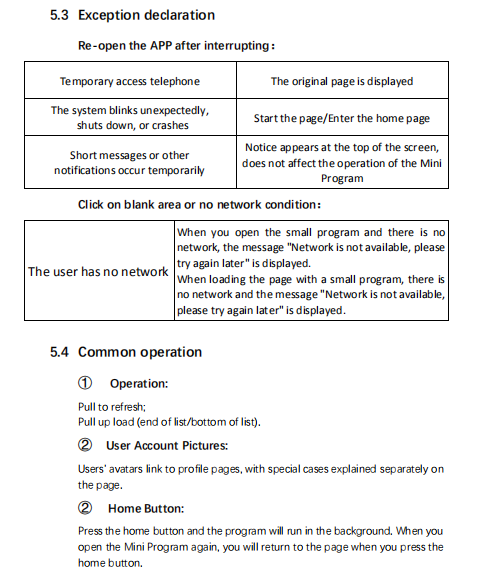 5.3 Exception declaration
Re-open the APP after interrupting:
Temporary access telephone
The original page is displayed
The system blinks unexpectedly,
shuts down, or crashes
Start the page/Enter the home page
Short messages or other
notifications occur temporarily
Notice appears at the top of the screen,
does not affect the operation of the Mini
Program
Click on blank area or no network condition:
The user has no network
When you open the small program and there is no
network, the message "Network is not available, please
try again later" is displayed.
When loading the page with a small program, there is
no network and the message "Network is not available,
please try again later" is displayed.
5.4 Common operation
① Operation:
Pull to refresh;
Pull up load (end of list/bottom of list).
② User Account Pictures:
Users' avatars link to profile pages, with special cases explained separately on
the page.
② Home Button:
Press the home button and the program will run in the background. When you
open the Mini Program again, you will return to the page when you press the
home button.